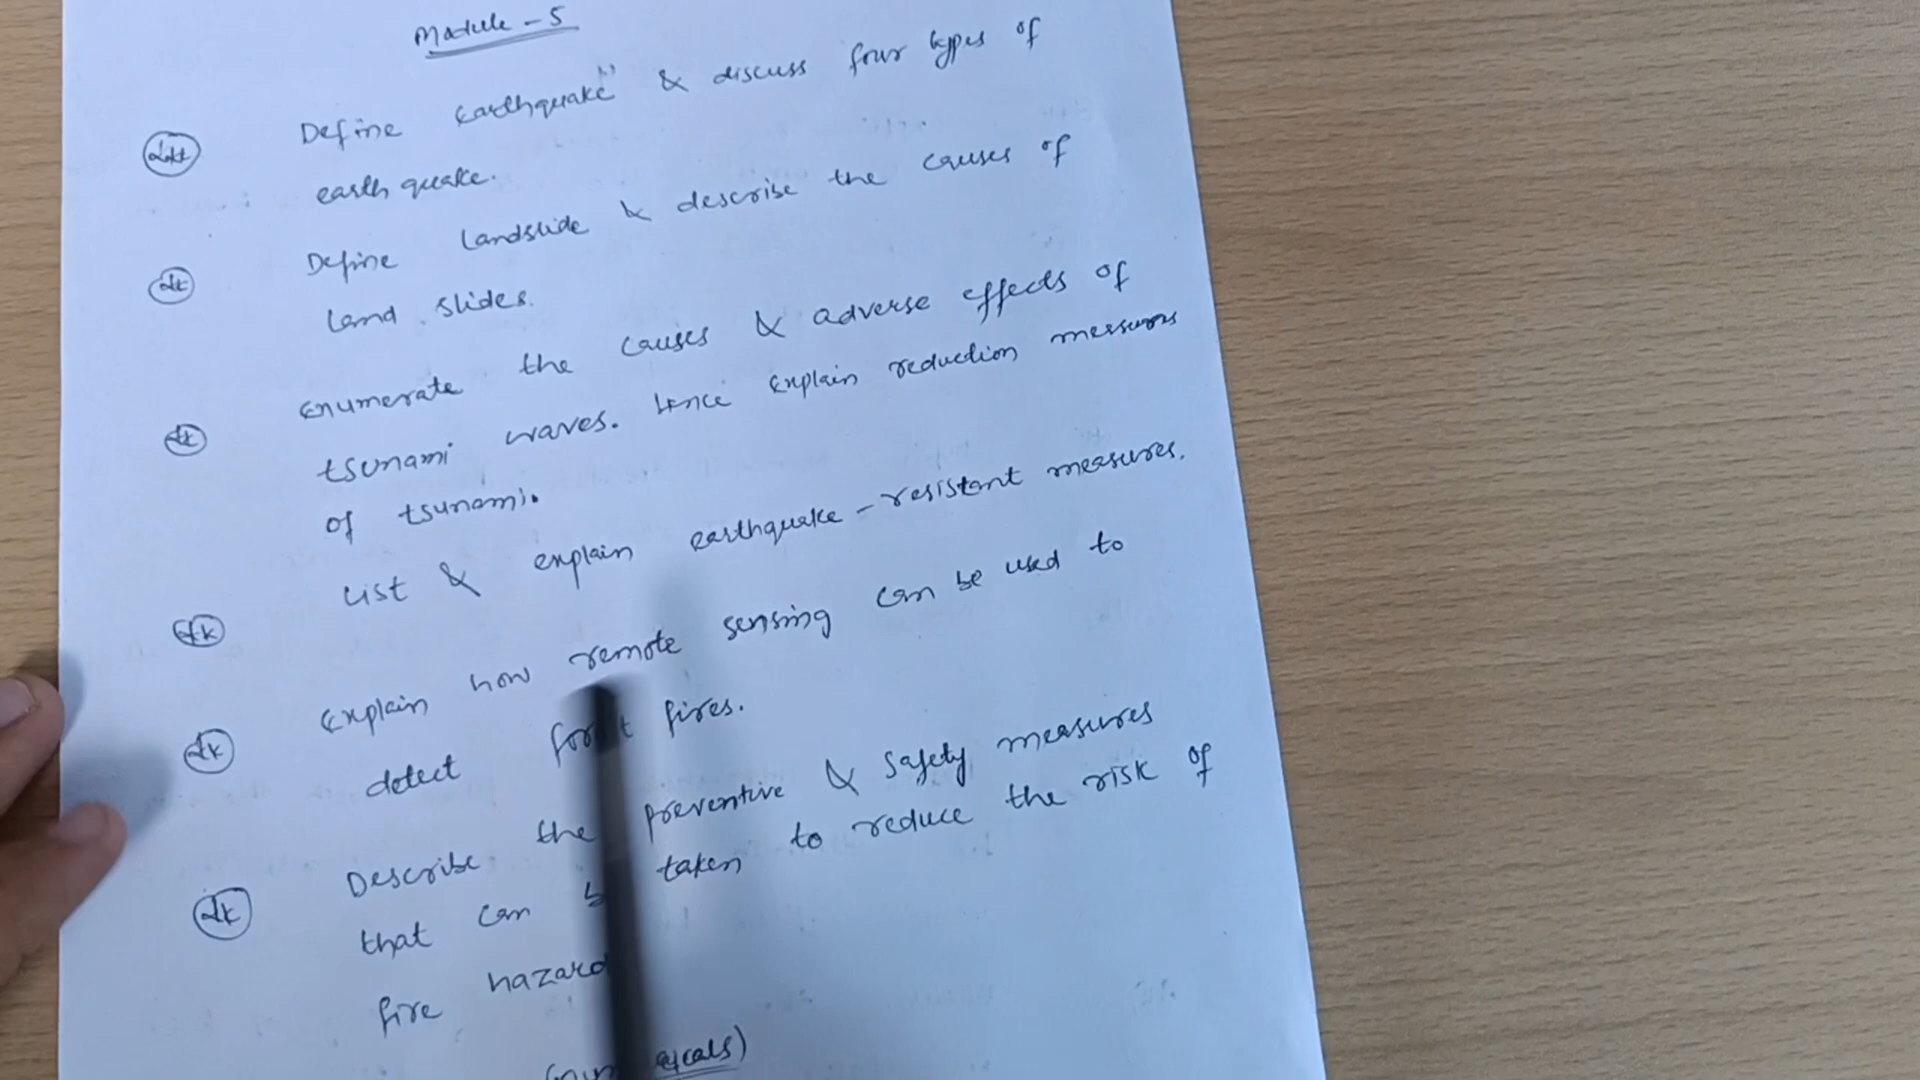 Module - 5
Define "Earthquake" & discuss four types of
earth quake.
Define Landslide & describe the causes of
Land slides.
Enumerate the causes & adverse effects of
tsunami waves. Hence explain reduction measures
of tsunami.
List & explain earthquake - resistant measures.
Explain how remote sensing can be used to
detect fires.
Describe the preventive & safety measures
that can taken to reduce the risk of
fire